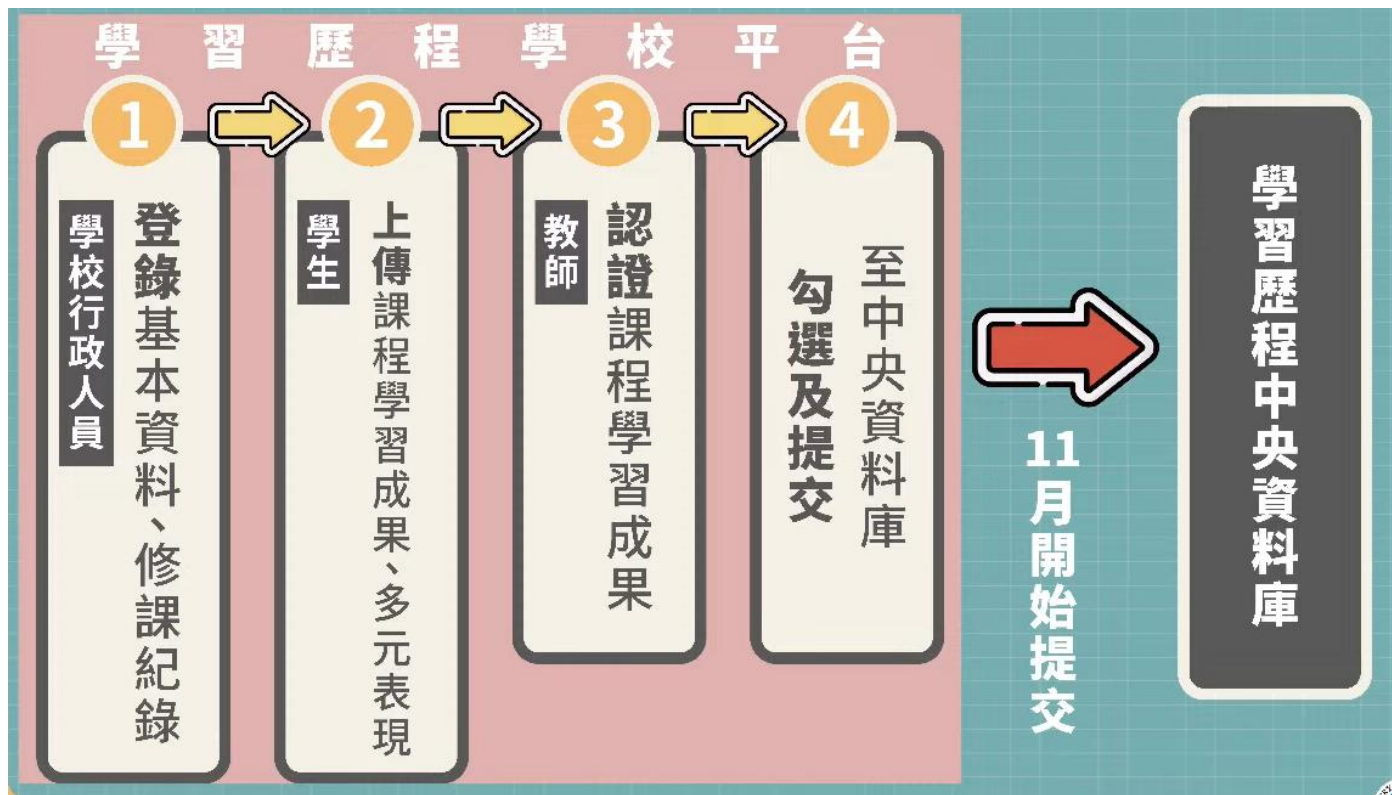 學習歷程學校平台
1
學校行政人員
登錄基本資料、修課紀錄
2
學生
上傳課程學習成果、多元表現
3
教師
認證課程學習成果
4
至中央資料庫
勾選及提交
11月開始提交
學習歷程中央資料庫